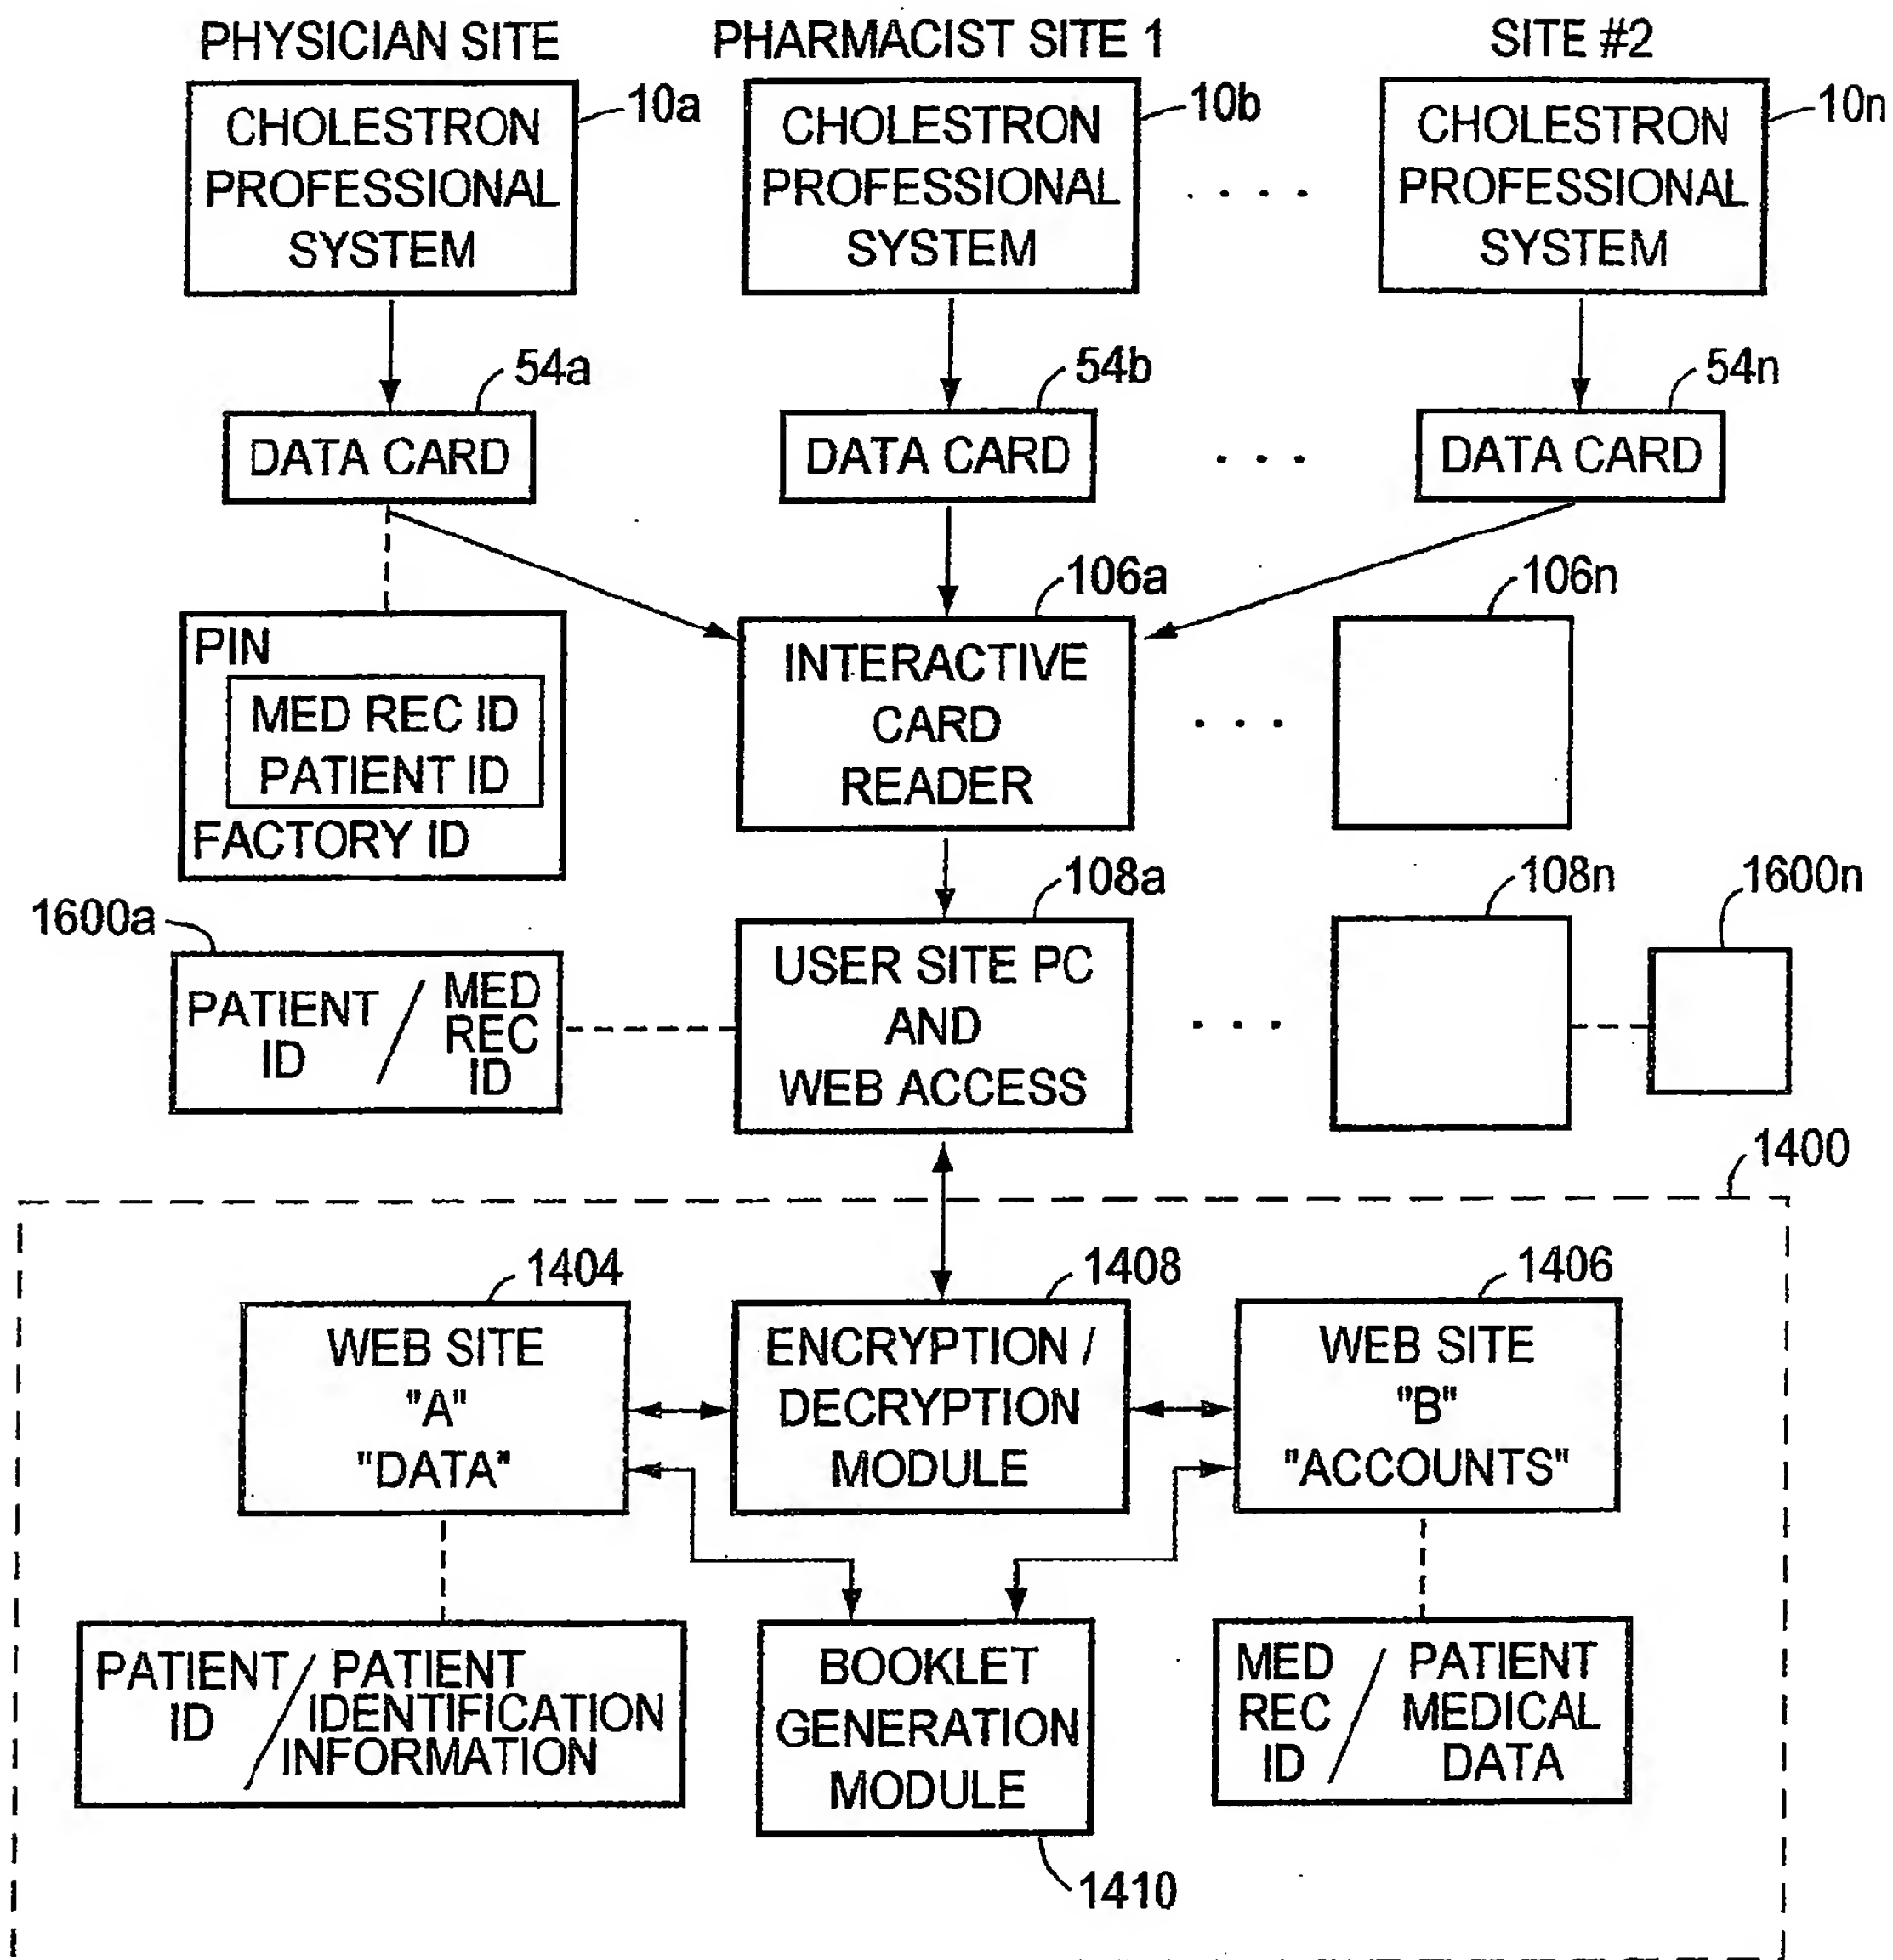 PHYSICIAN SITE
PHARMACIST SITE 1
SITE #2
CHOLESTRON
PROFESSIONAL
SYSTEM
10a
CHOLESTRON
PROFESSIONAL
SYSTEM
10b
. . . .
CHOLESTRON
PROFESSIONAL
SYSTEM
10n
54a
DATA CARD
54b
DATA CARD
. . .
54n
DATA CARD
PIN
MED REC ID
PATIENT ID
FACTORY ID
106a
INTERACTIVE
CARD
READER
. . .
106n
1600a
PATIENT
ID
/
MED
REC
ID
108a
USER SITE PC
AND
WEB ACCESS
. . .
108n
1600n
1400
1404
WEB SITE
"A"
"DATA"
1408
ENCRYPTION /
DECRYPTION
MODULE
1406
WEB SITE
"B"
"ACCOUNTS"
PATIENT
ID
/
PATIENT
IDENTIFICATION
INFORMATION
BOOKLET
GENERATION
MODULE
1410
MED
REC
ID
/
PATIENT
MEDICAL
DATA